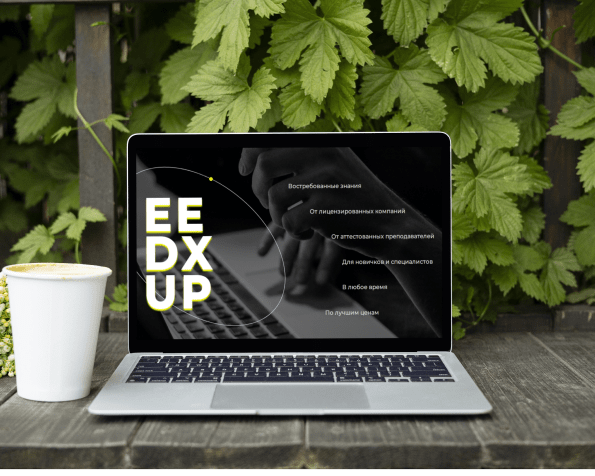 EE
DX
UP
Востребованные знания
От лицензированных компаний
От аттестованных преподавателей
Для новичков и специалистов
В любое время
По лучшим ценам